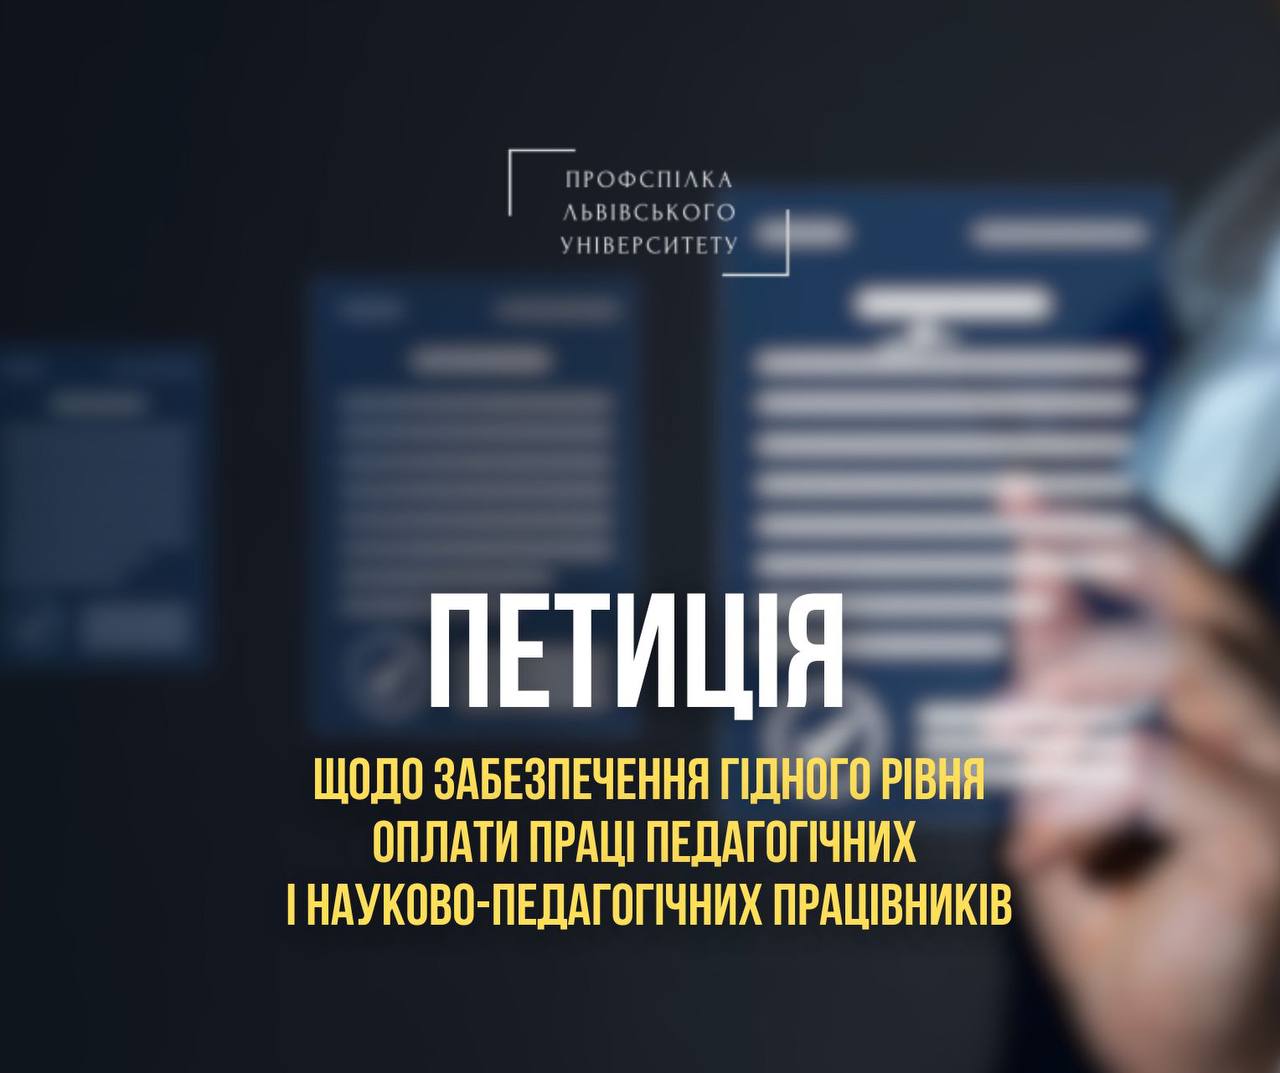 ПРОФСПІЛКА
ЛЬВІВСЬКОГО
УНІВЕРСИТЕТУ
ПЕТИЦІЯ
ЩОДО ЗАБЕЗПЕЧЕННЯ ГІДНОГО РІВНЯ
ОПЛАТИ ПРАЦІ ПЕДАГОГІЧНИХ
І НАУКОВО-ПЕДАГОГІЧНИХ ПРАЦІВНИКІВ